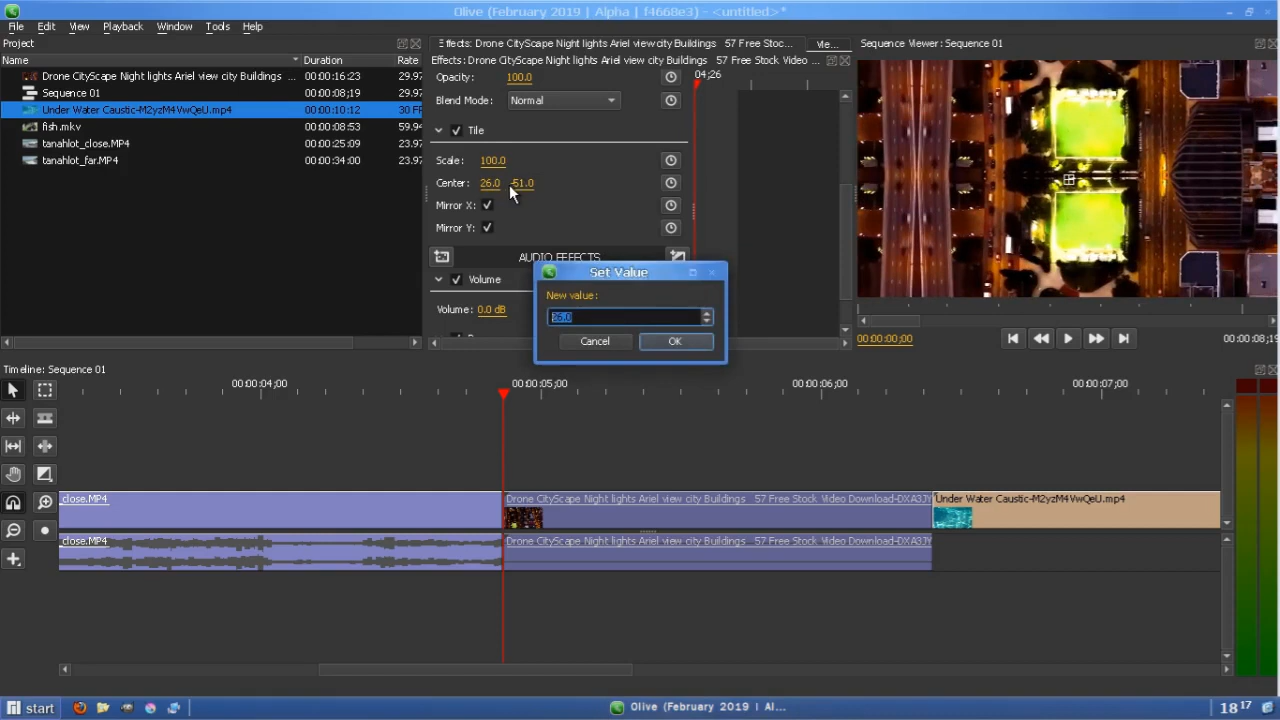 Olive (February 2019 | Alpha | f4668e3) - <untitled>*
File Edit View Playback Window Tools Help
Project
Name Duration Rate
Drone CityScape Night lights Ariel view city Buildings ... 00:00:16:23 29.97
Sequence 01 00:00:08;19 29.97
Under Water Caustic-M2yzM4VwQeU.mp4 00:00:10:12 30 FP
fish.mkv 00:00:08:53 59.94
tanahlot_close.MP4 00:00:25:09 23.97
tanahlot_far.MP4 00:00:34:00 23.97
Effects: Drone CityScape Night lights Ariel view city Buildings 57 Free Stoc... Vie...
Effects: Drone CityScape Night lights Ariel view city Buildings 57 Free Stock Video ...
Opacity: 100.0
Blend Mode: Normal
Tile
Scale: 100.0
Center: 26.0 -51.0
Mirror X:
Mirror Y:
AUDIO EFFECTS
Volume
Volume: 0.0 dB
04;26
Set Value
New value:
26.0
Cancel OK
Sequence Viewer: Sequence 01
00:00:00;00 00:00:08;19
Timeline: Sequence 01
00:00:04;00 00:00:05;00 00:00:06;00 00:00:07;00
close.MP4 Drone CityScape Night lights Ariel view city Buildings 57 Free Stock Video Download-DXA3JY Under Water Caustic-M2yzM4VwQeU.mp4
close.MP4 Drone CityScape Night lights Ariel view city Buildings 57 Free Stock Video Download-DXA3JY
start Olive (February 2019 | Al... 18 17